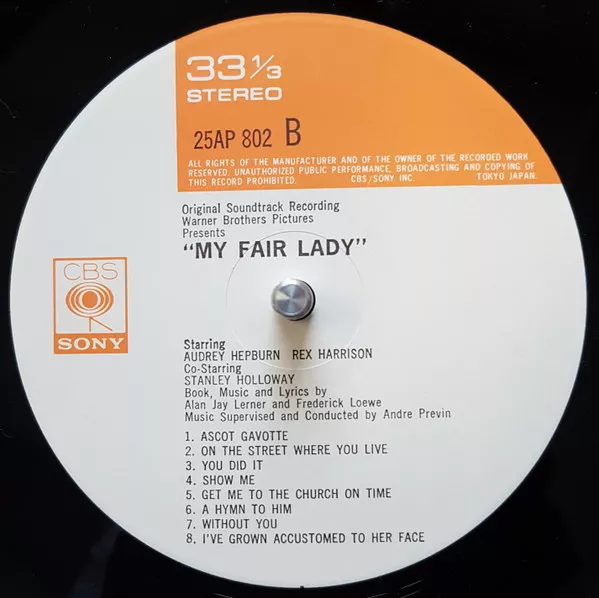 33 1/3
STEREO
25AP 802 B
ALL RIGHTS OF THE MANUFACTURER AND OF THE OWNER OF THE RECORDED WORK
RESERVED. UNAUTHORIZED PUBLIC PERFORMANCE, BROADCASTING AND COPYING OF
THIS RECORD PROHIBITED. CBS/SONY INC. TOKYO JAPAN.
Original Soundtrack Recording
Warner Brothers Pictures
Presents
"MY FAIR LADY"
CBS
SONY
Starring
AUDREY HEPBURN REX HARRISON
Co-Starring
STANLEY HOLLOWAY
Book, Music and Lyrics by
Alan Jay Lerner and Frederick Loewe
Music Supervised and Conducted by Andre Previn
1. ASCOT GAVOTTE
2. ON THE STREET WHERE YOU LIVE
3. YOU DID IT
4. SHOW ME
5. GET ME TO THE CHURCH ON TIME
6. A HYMN TO HIM
7. WITHOUT YOU
8. I'VE GROWN ACCUSTOMED TO HER FACE